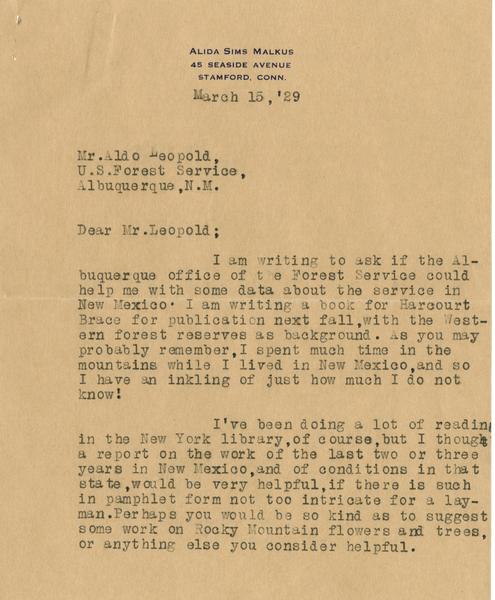 ALIDA SIMS MALKUS
45 SEASIDE AVENUE
STAMFORD, CONN.
March 15,'29
Mr.Aldo Leopold,
U.S.Forest Service,
Albuquerque,N.M.
Dear Mr.Leopold;
I am writing to ask if the Al-
buquerque office of the Forest Service could
help me with some data about the service in
New Mexico. I am writing a book for Harcourt
Brace for publication next fall,with the West-
ern forest reserves as background. As you may
probably remember,I spent much time in the
mountains while I lived in New Mexico,and so
I have an inkling of just how much I do not
know!
I've been doing a lot of reading
in the New York library,of course,but I though
a report on the work of the last two or three
years in New Mexico,and of conditions in that
state,would be very helpful,if there is such
in pamphlet form not too intricate for a lay-
man.Perhaps you would be so kind as to suggest
some work on Rocky Mountain flowers and trees,
or anything else you consider helpful.